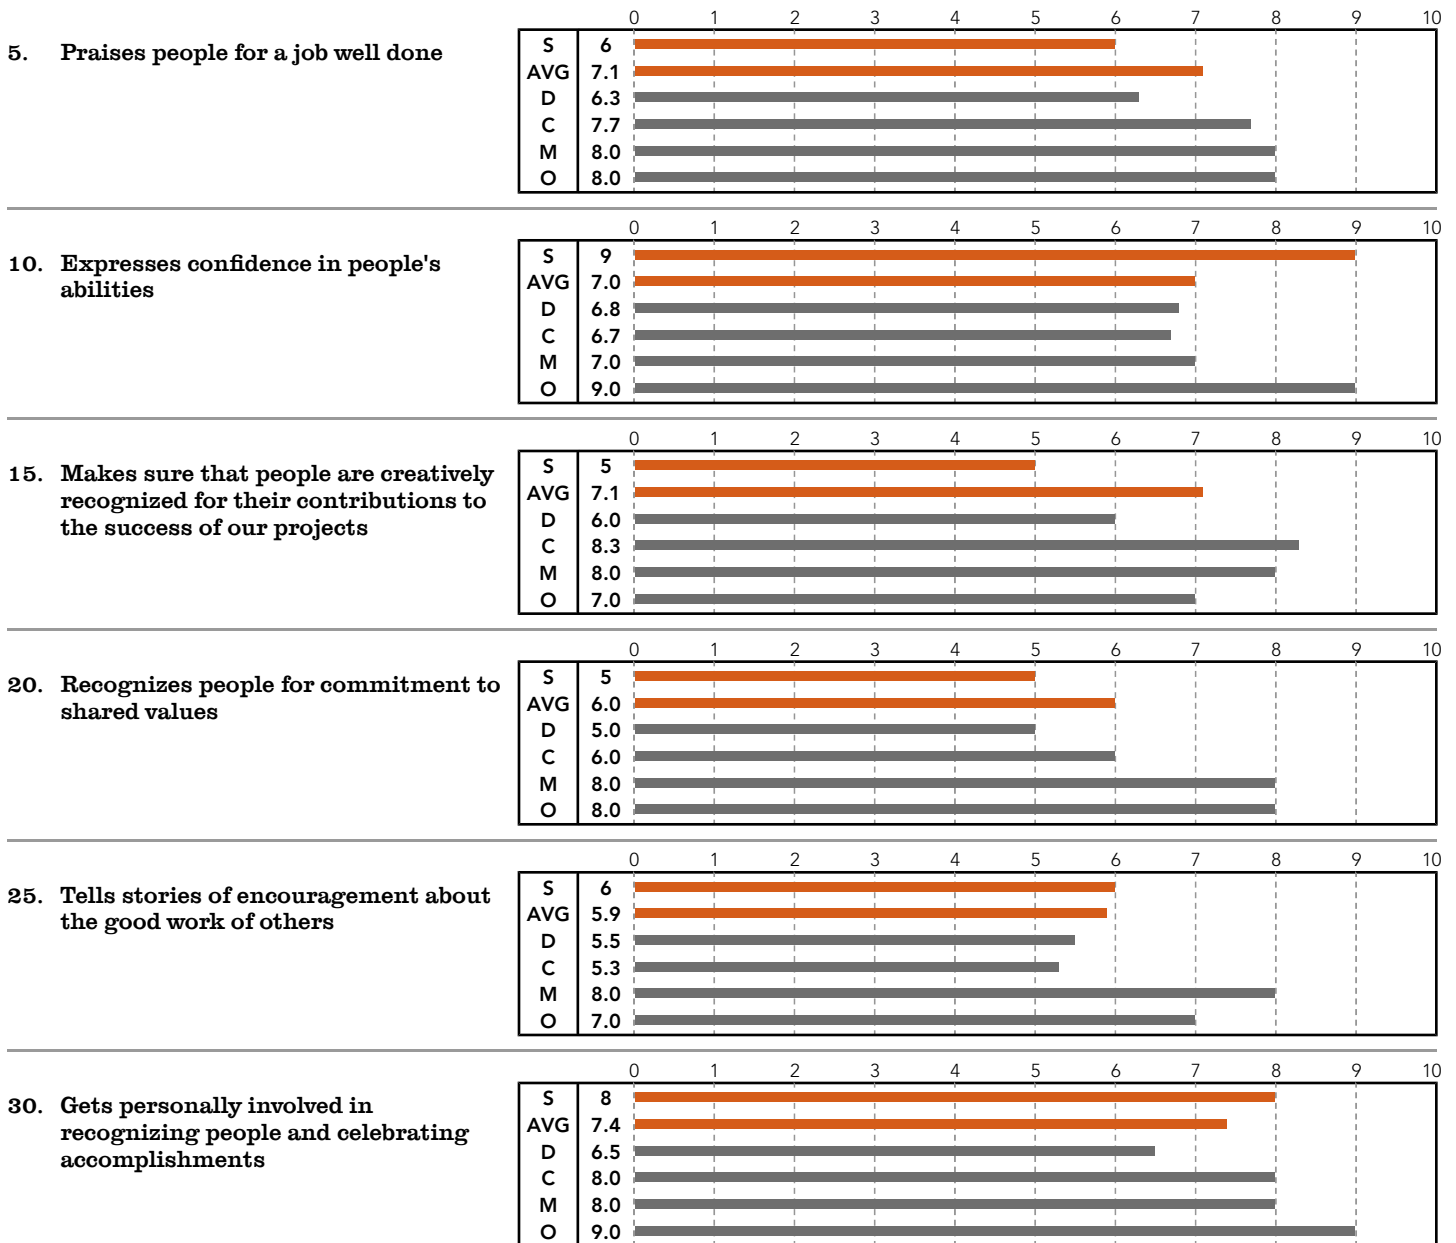 0 1 2 3 4 5 6 7 8 9 10
5. Praises people for a job well done
S 6
AVG 7.1
D 6.3
C 7.7
M 8.0
O 8.0
0 1 2 3 4 5 6 7 8 9 10
10. Expresses confidence in people's
abilities
S 9
AVG 7.0
D 6.8
C 6.7
M 7.0
O 9.0
0 1 2 3 4 5 6 7 8 9 10
15. Makes sure that people are creatively
recognized for their contributions to
the success of our projects
S 5
AVG 7.1
D 6.0
C 8.3
M 8.0
O 7.0
0 1 2 3 4 5 6 7 8 9 10
20. Recognizes people for commitment to
shared values
S 5
AVG 6.0
D 5.0
C 6.0
M 8.0
O 8.0
0 1 2 3 4 5 6 7 8 9 10
25. Tells stories of encouragement about
the good work of others
S 6
AVG 5.9
D 5.5
C 5.3
M 8.0
O 7.0
0 1 2 3 4 5 6 7 8 9 10
30. Gets personally involved in
recognizing people and celebrating
accomplishments
S 8
AVG 7.4
D 6.5
C 8.0
M 8.0
O 9.0